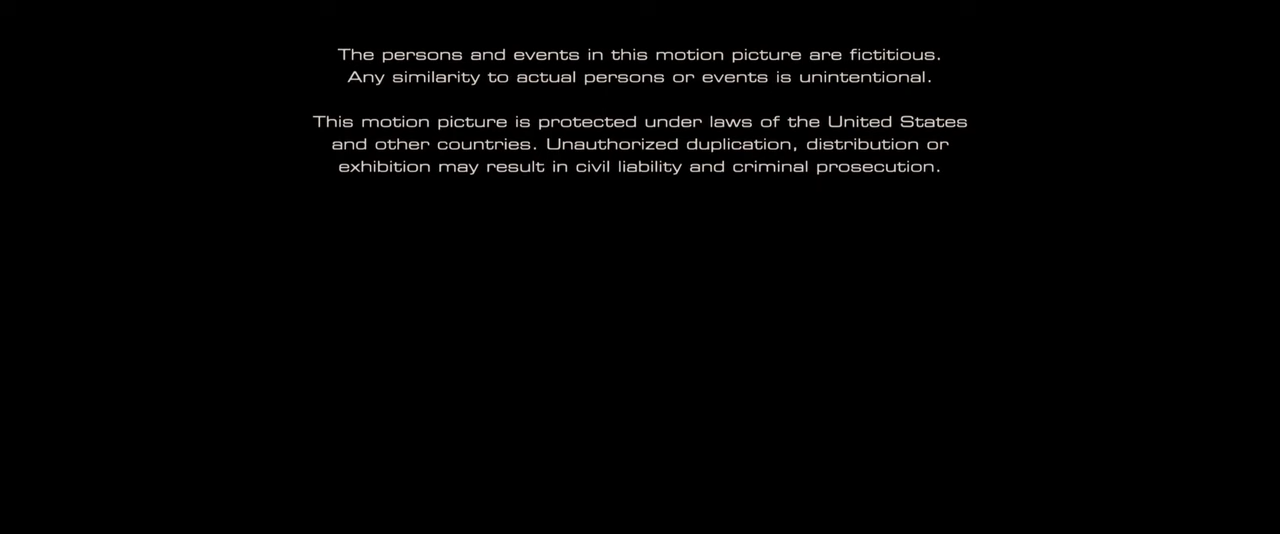 The persons and events in this motion picture are fictitious.
Any similarity to actual persons or events is unintentional.
This motion picture is protected under laws of the United States
and other countries. Unauthorized duplication, distribution or
exhibition may result in civil liability and criminal prosecution.